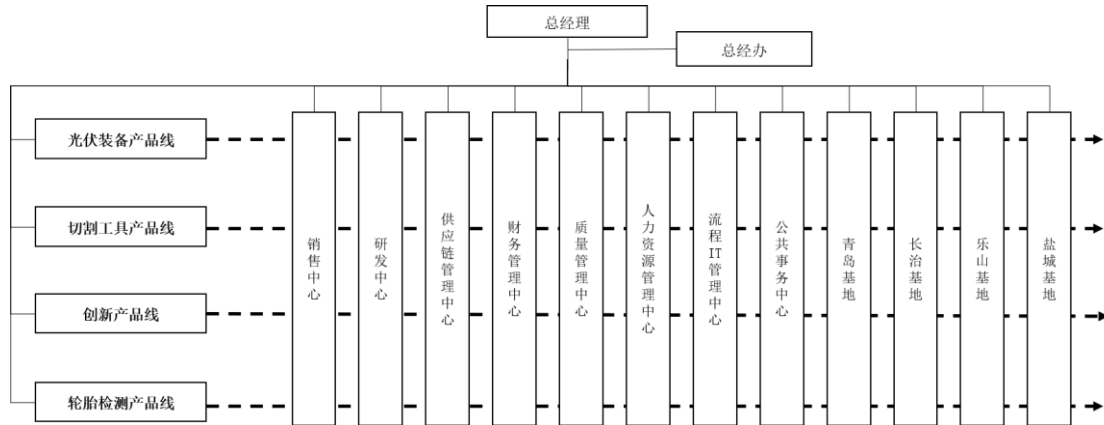 总经理
总经办
光伏装备产品线
切割工具产品线
创新产品线
轮胎检测产品线
销售中心
研发中心
供应链管理中心
财务管理中心
质量管理中心
人力资源管理中心
流程IT管理中心
公共事务中心
青岛基地
长治基地
乐山基地
盐城基地